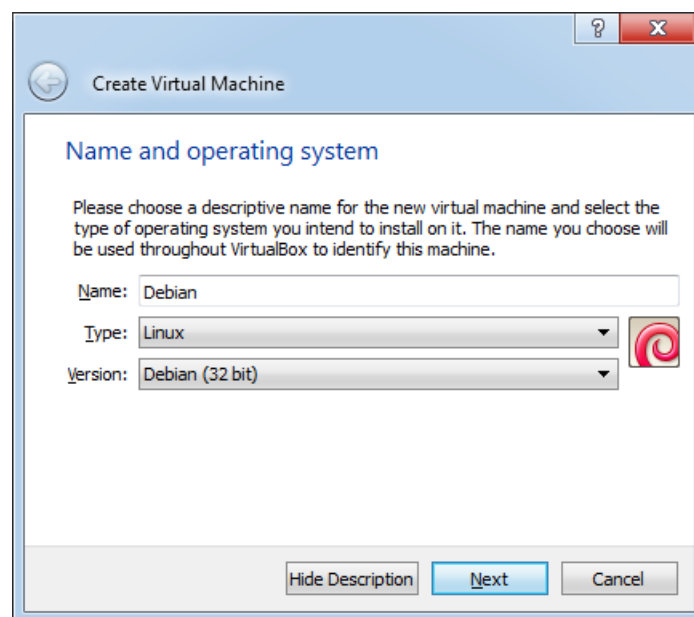 Create Virtual Machine
Name and operating system
Please choose a descriptive name for the new virtual machine and select the
type of operating system you intend to install on it. The name you choose will
be used throughout VirtualBox to identify this machine.
Name: Debian
Type: Linux
Version: Debian (32 bit)
Hide Description Next Cancel